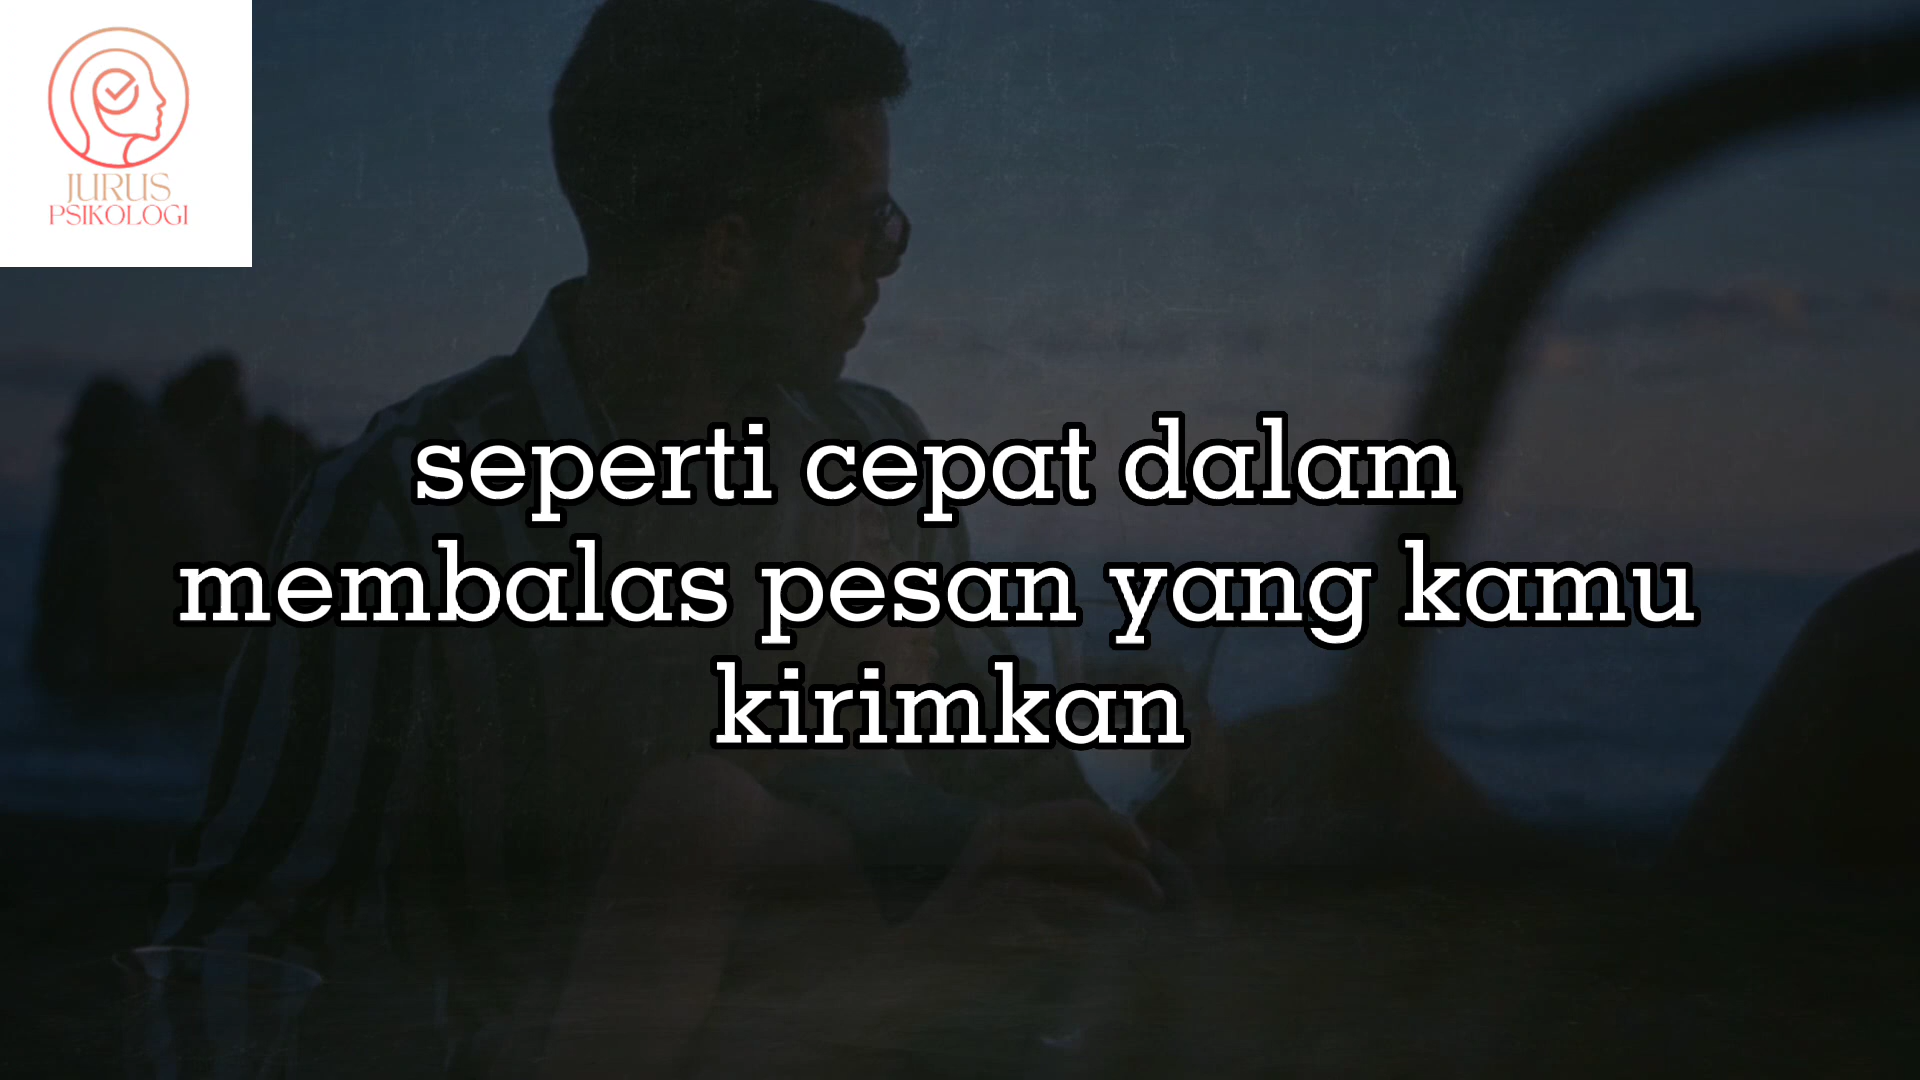 JURUS
PSIKOLOGI
seperti cepat dalam
membalas pesan yang kamu
kirimkan